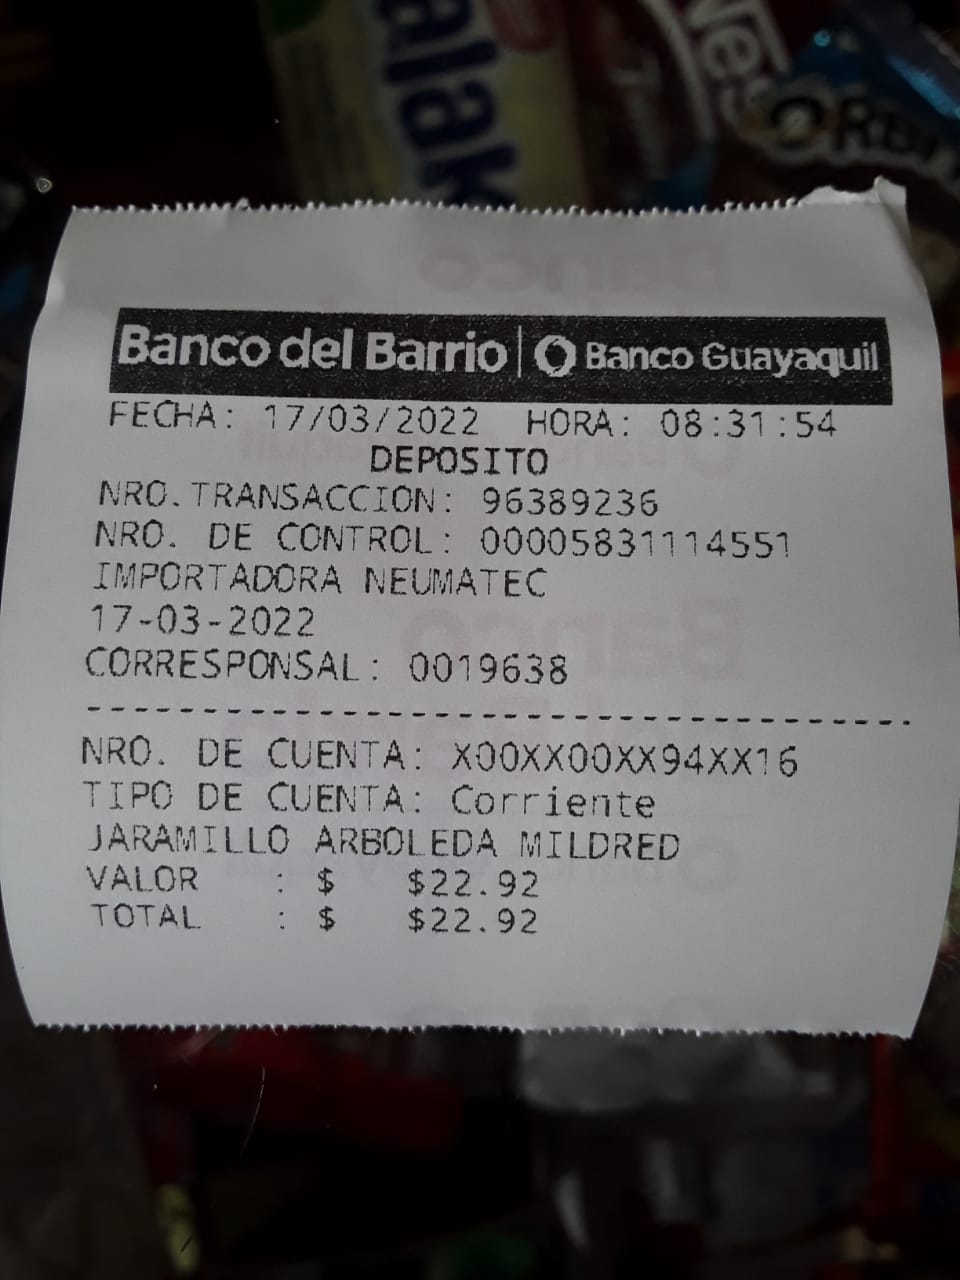 Banco del Barrio | Banco Guayaquil
FECHA: 17/03/2022 HORA: 08:31:54
DEPOSITO
NRO.TRANSACCION: 96389236
NRO. DE CONTROL: 00005831114551
IMPORTADORA NEUMATEC
17-03-2022
CORRESPONSAL: 0019638
NRO. DE CUENTA: X00XX00XX94XX16
TIPO DE CUENTA: Corriente
JARAMILLO ARBOLEDA MILDRED
VALOR : $ $22.92
TOTAL : $ $22.92